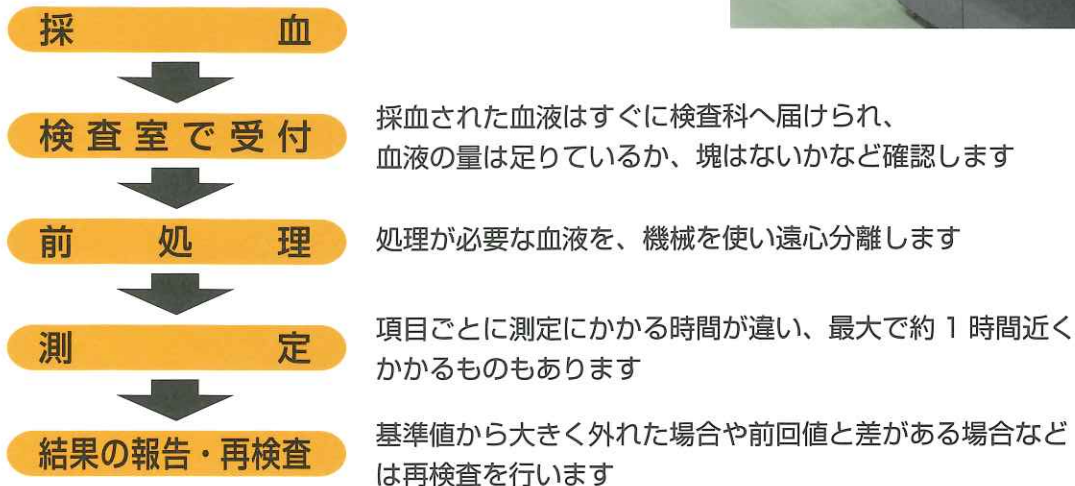 採血
検査室で受付
採血された血液はすぐに検査科へ届けられ、
血液の量は足りているか、塊はないかなど確認します
前処理
処理が必要な血液を、機械を使い遠心分離します
測定
項目ごとに測定にかかる時間が違い、最大で約 1 時間近く
かかるものもあります
結果の報告・再検査
基準値から大きく外れた場合や前回値と差がある場合など
は再検査を行います